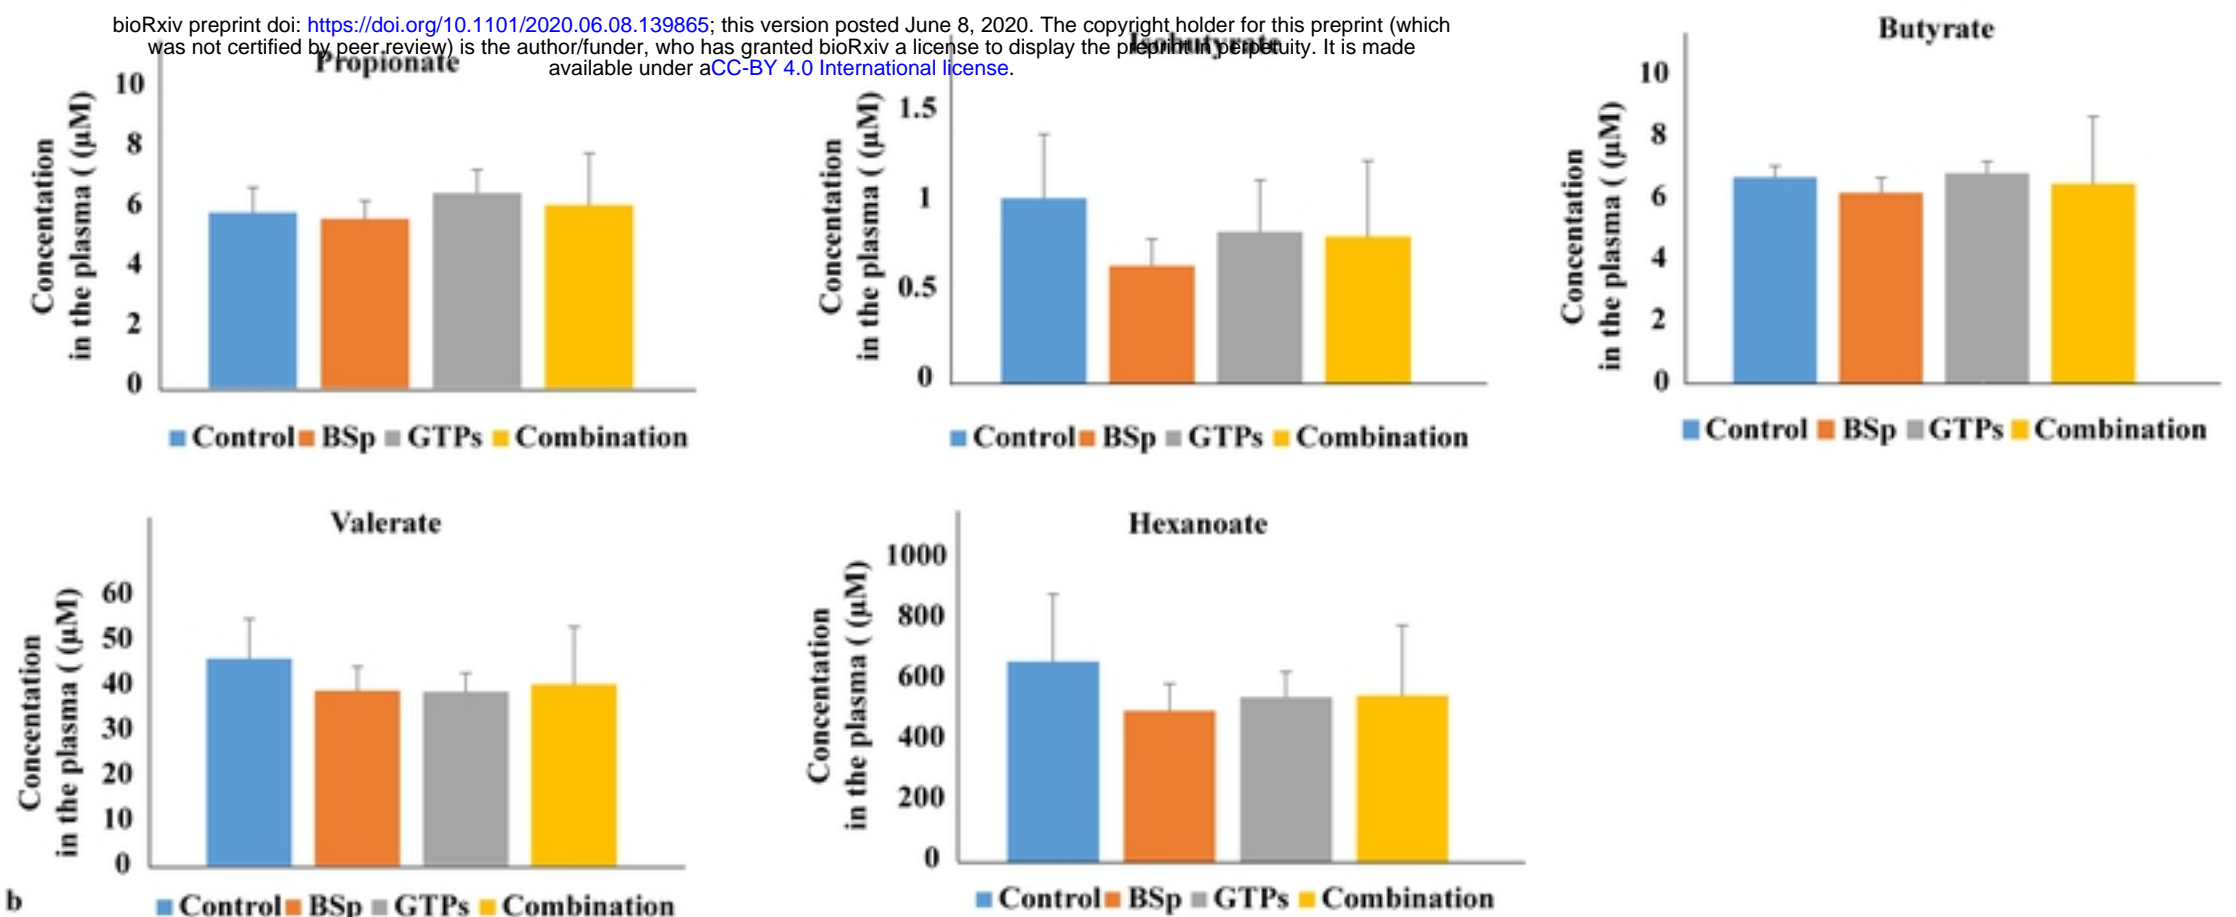 bioRxiv preprint doi: https://doi.org/10.1101/2020.06.08.139865; this version posted June 8, 2020. The copyright holder for this preprint (which
was not certified by peer review) is the author/funder, who has granted bioRxiv a license to display the preprint in perpetuity. It is made
available under aCC-BY 4.0 International license.
Propionate
Concentration
in the plasma ( (µM)
10
8
6
4
2
0
Control BSp GTPs Combination
Isobutyrate
Concentration
in the plasma ( (µM)
1.5
1
0.5
0
Control BSp GTPs Combination
Butyrate
Concentration
in the plasma ( (µM)
10
8
6
4
2
0
Control BSp GTPs Combination
Valerate
Concentration
in the plasma ( (µM)
60
50
40
30
20
10
0
Control BSp GTPs Combination
Hexanoate
Concentration
in the plasma ( (µM)
1000
800
600
400
200
0
Control BSp GTPs Combination
b